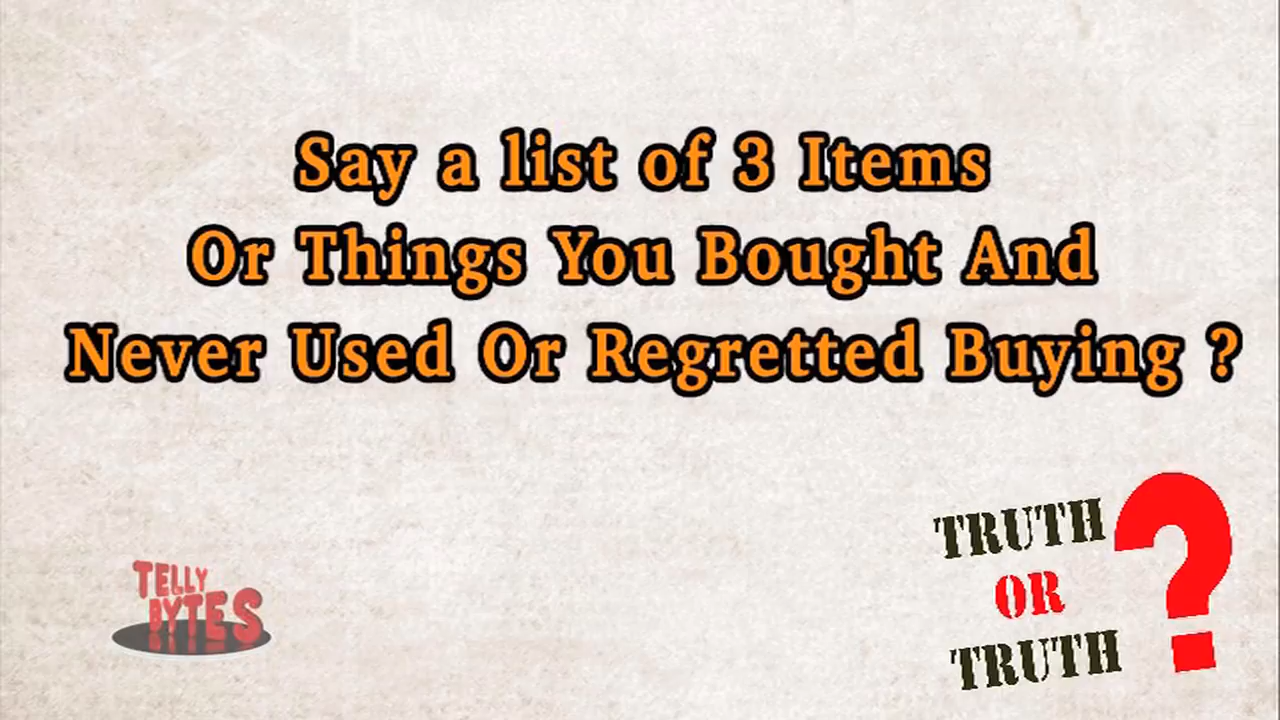 Say a list of 3 Items
Or Things You Bought And
Never Used Or Regretted Buying ?
TRUTH
OR
TRUTH
?
TELLY
BYTES